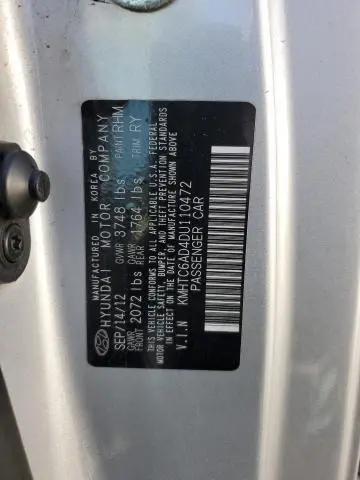 MFD. IN KOREA BY
HYUNDAI MOTOR COMPANY
SEP/14/12 GVWR 3748 lbs. PAINT RHM
GAWR FRONT 2072 lbs GAWR REAR 1764 lbs. TRIM RY
THIS VEHICLE CONFORMS TO ALL APPLICABLE U.S.A. FEDERAL
MOTOR VEHICLE SAFETY, BUMPER, AND THEFT PREVENTION
STANDARDS IN EFFECT ON THE DATE OF MANUFACTURE SHOWN ABOVE
V.I.N KMHTC6AD4DU110472
PASSENGER CAR